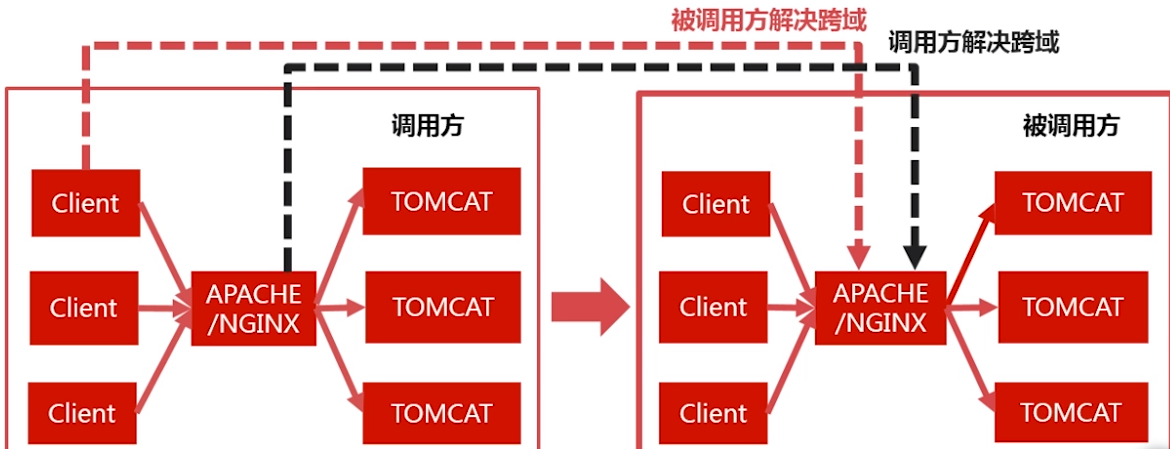 被调用方解决跨域
调用方解决跨域
调用方
Client
TOMCAT
Client
APACHE
/NGINX
TOMCAT
Client
TOMCAT
被调用方
Client
TOMCAT
Client
APACHE
/NGINX
TOMCAT
Client
TOMCAT